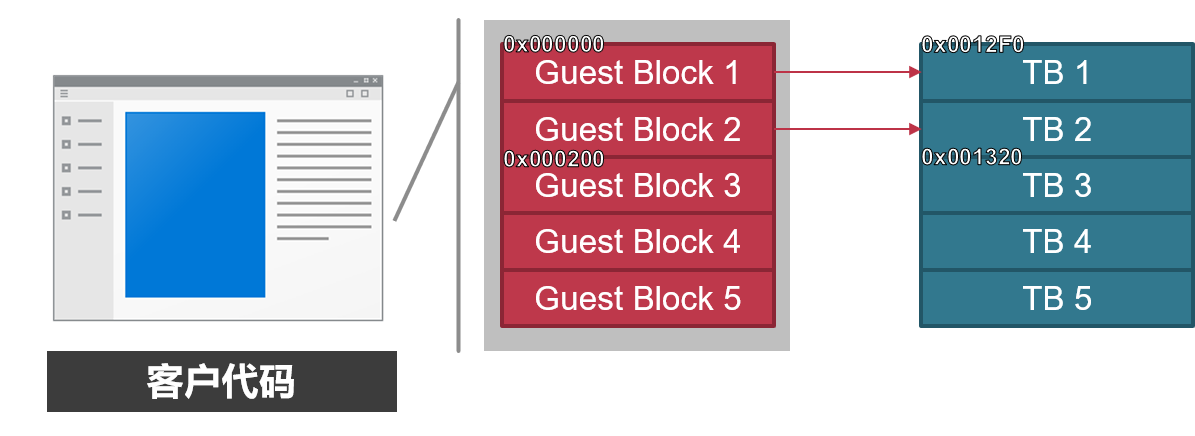 0x000000
Guest Block 1
Guest Block 2
0x000200
Guest Block 3
Guest Block 4
Guest Block 5
0x0012F0
TB 1
TB 2
0x001320
TB 3
TB 4
TB 5
客户代码